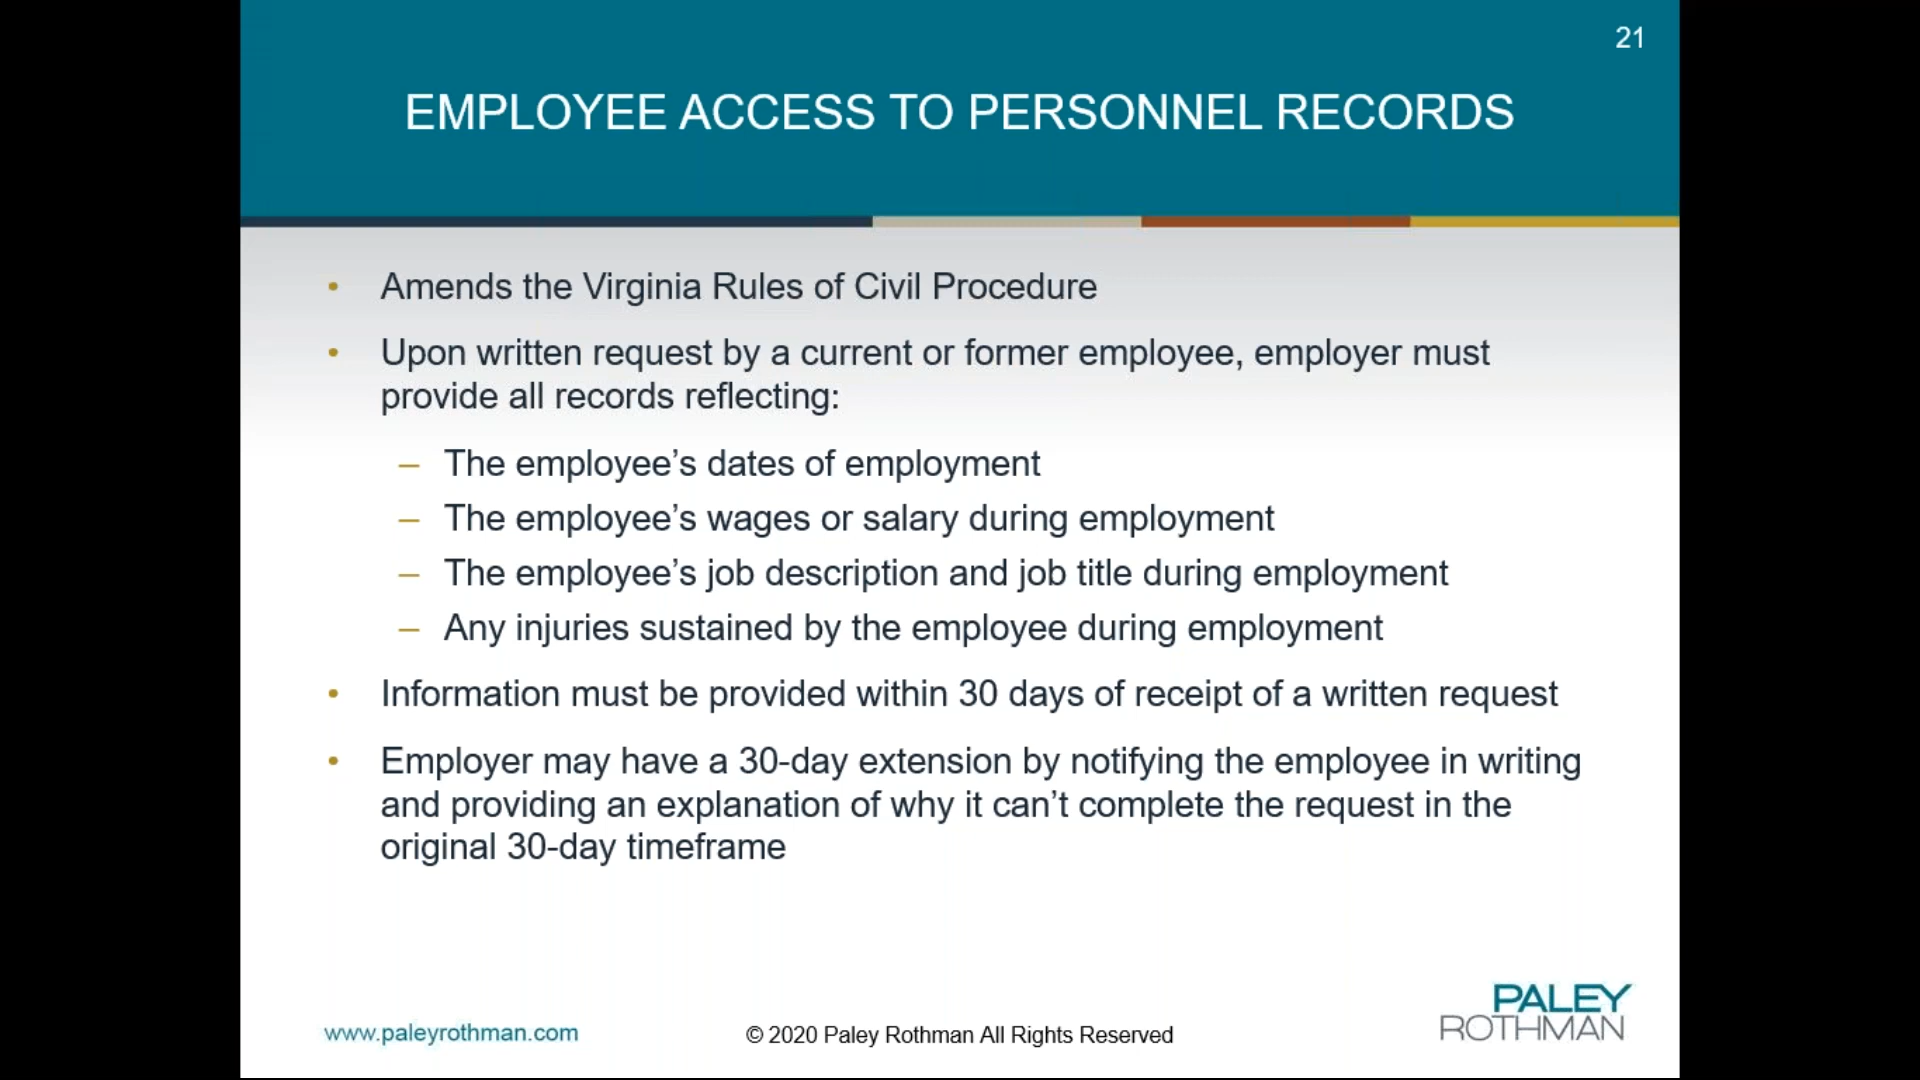 21
EMPLOYEE ACCESS TO PERSONNEL RECORDS
• Amends the Virginia Rules of Civil Procedure
• Upon written request by a current or former employee, employer must
provide all records reflecting:
– The employee’s dates of employment
– The employee’s wages or salary during employment
– The employee’s job description and job title during employment
– Any injuries sustained by the employee during employment
• Information must be provided within 30 days of receipt of a written request
• Employer may have a 30-day extension by notifying the employee in writing
and providing an explanation of why it can’t complete the request in the
original 30-day timeframe
www.paleyrothman.com
© 2020 Paley Rothman All Rights Reserved
PALEY
ROTHMAN